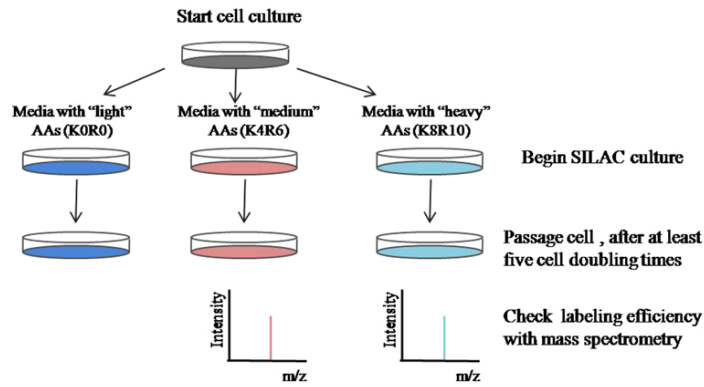 Start cell culture
Media with “light”
AAs (K0R0)
Media with “medium”
AAs (K4R6)
Media with “heavy”
AAs (K8R10)
Begin SILAC culture
Passage cell , after at least
five cell doubling times
Intensity
m/z
Intensity
m/z
Check labeling efficiency
with mass spectrometry